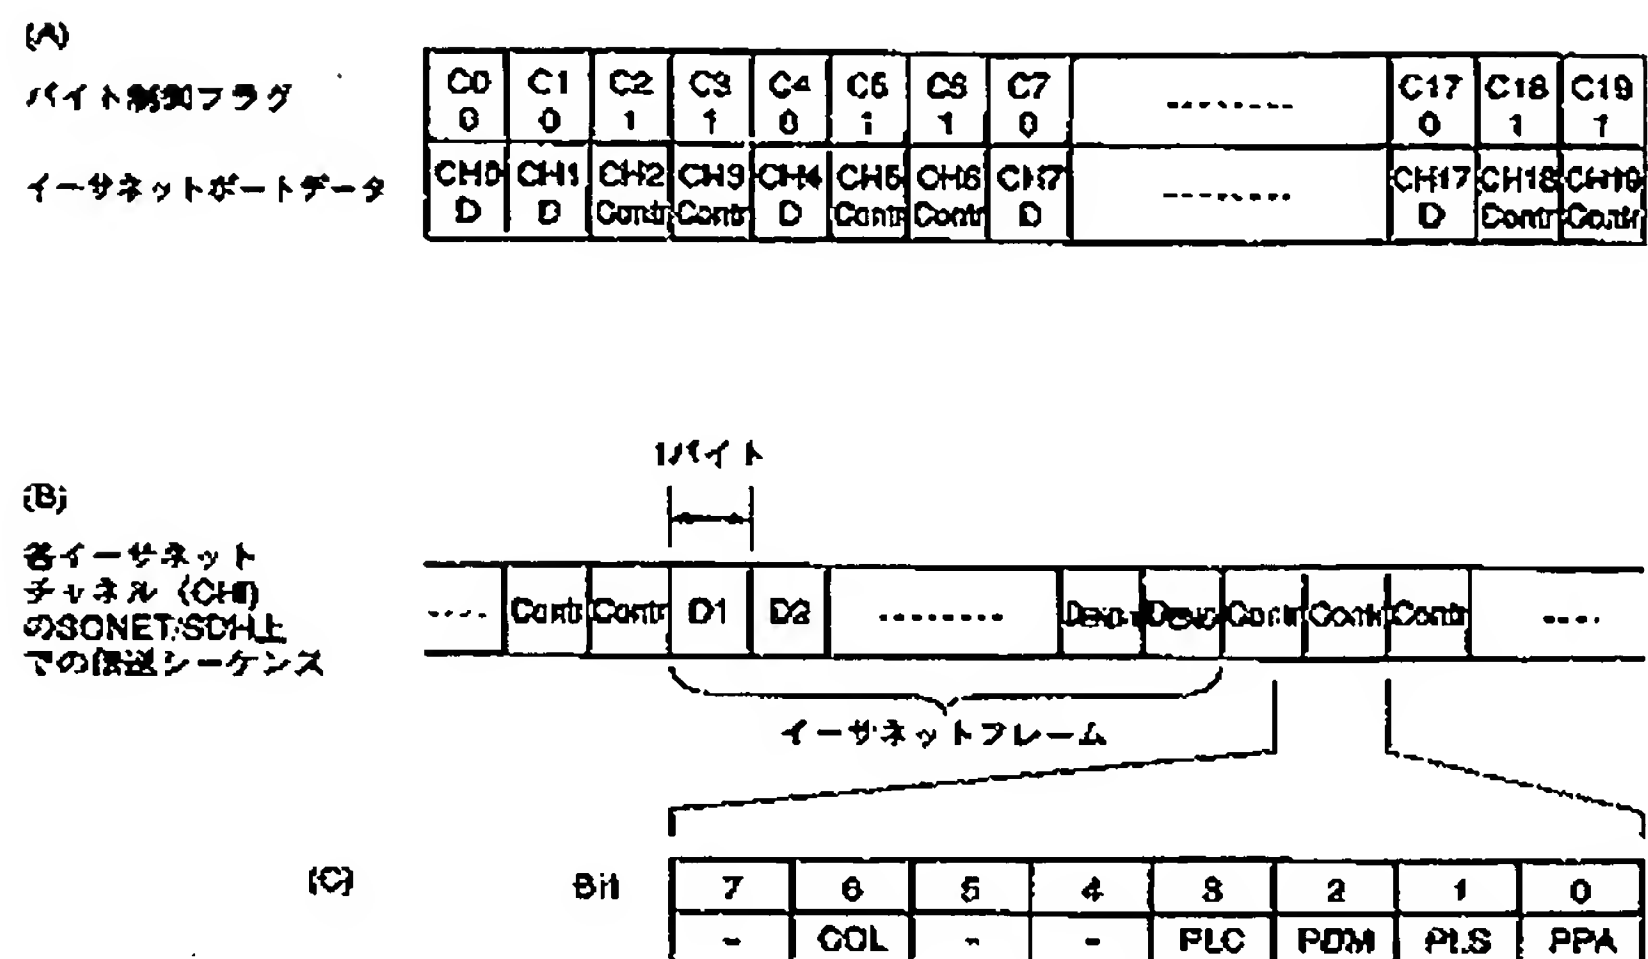 (A)
バイト制御フラグ
C0 C1 C2 C3 C4 C5 C6 C7 -------- C17 C18 C19
0 0 1 1 0 1 1 0 0 1 1
イーサネットポートデータ
CH0 CH1 CH2 CH3 CH4 CH5 CH6 CH7 -------- CH17 CH18 CH19
D D Contr Contr D Contr Contr D D Contr Contr
1バイト
(B)
各イーサネット
チャネル (CH#)
のSONET/SDH上
での伝送シーケンス
---- Contr Contr D1 D2 -------- Contr Contr Contr ----
イーサネットフレーム
(C)
Bit 7 6 5 4 3 2 1 0
- COL - - PLC PDM PLS PPA